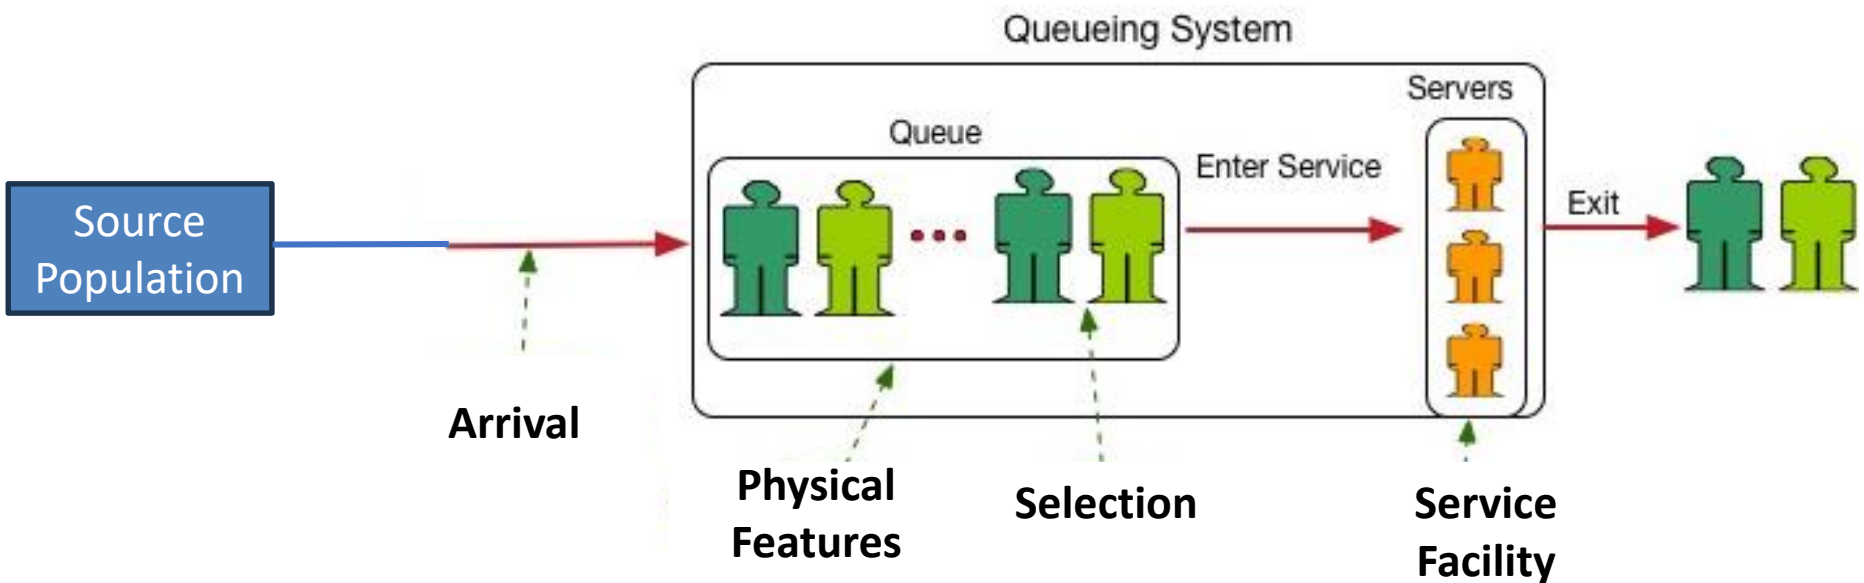 Queueing System
Servers
Queue
Enter Service
Source
Population
Exit
Arrival
Physical
Features
Selection
Service
Facility